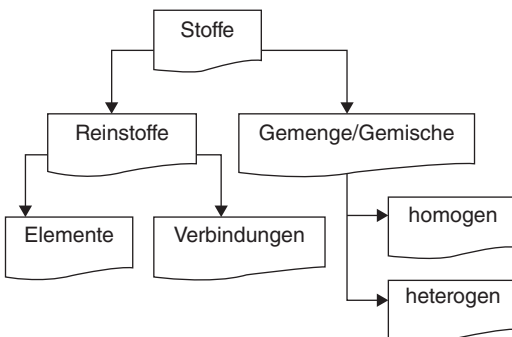 Stoffe
Reinstoffe
Gemenge/Gemische
Elemente
Verbindungen
homogen
heterogen